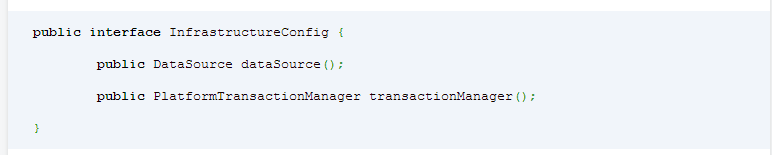 public interface InfrastructureConfig {
public DataSource dataSource();
public PlatformTransactionManager transactionManager();
}